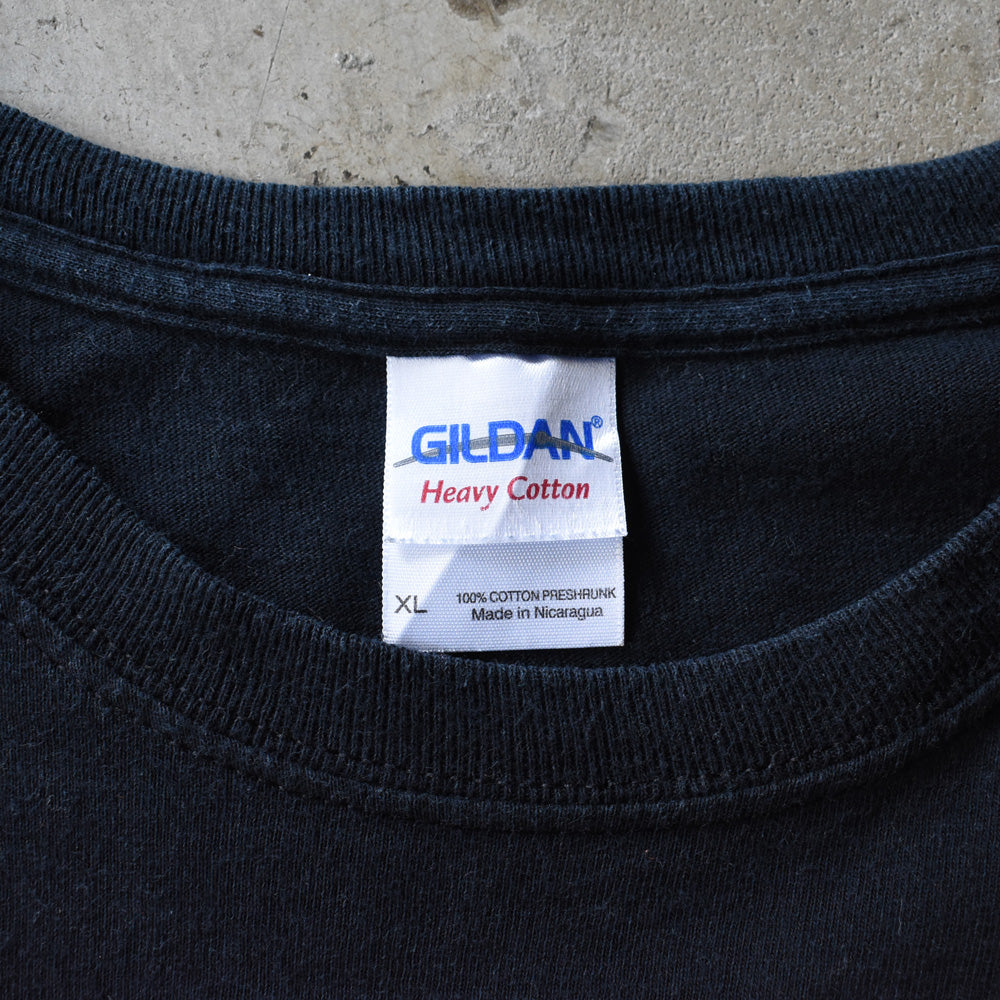 GILDAN®
Heavy Cotton
XL 100% COTTON PRESHRUNK
Made in Nicaragua